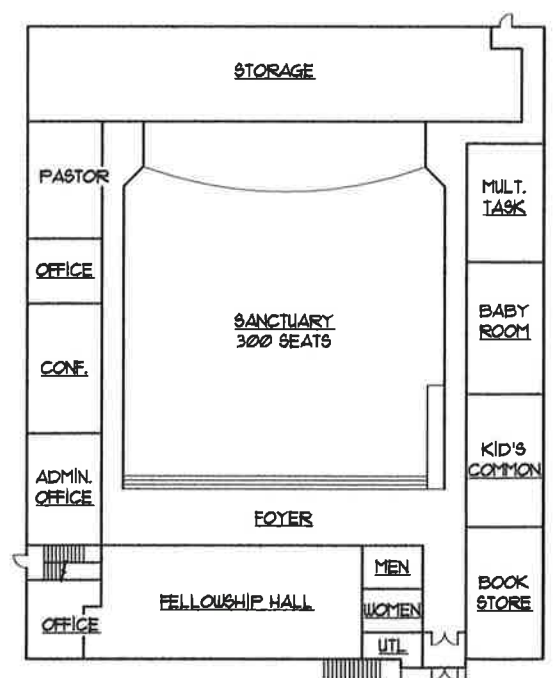 STORAGE
PASTOR
MULT.
TASK
OFFICE
SANCTUARY
300 SEATS
BABY
ROOM
CONF.
KID'S
COMMON
ADMIN.
OFFICE
FOYER
MEN
BOOK
STORE
FELLOWSHIP HALL
WOMEN
OFFICE
UTL